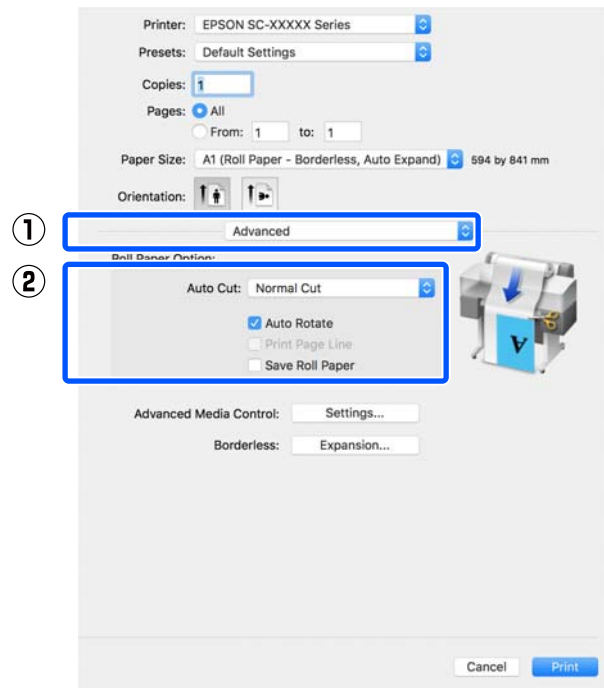 Printer: EPSON SC-XXXXX Series
Presets: Default Settings
Copies: 1
Pages: All
From: 1 to: 1
Paper Size: A1 (Roll Paper - Borderless, Auto Expand) 594 by 841 mm
Orientation:
① Advanced
Roll Paper Option:
② Auto Cut: Normal Cut
Auto Rotate
Print Page Line
Save Roll Paper
A
Advanced Media Control: Settings...
Borderless: Expansion...
Cancel Print